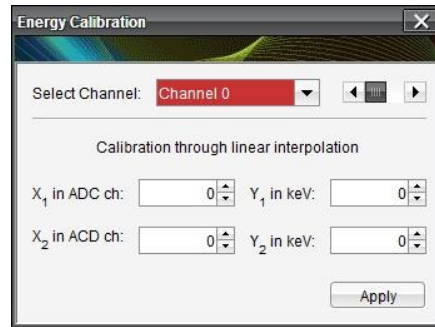 Energy Calibration
Select Channel: Channel 0
Calibration through linear interpolation
X1 in ADC ch: 0 Y1 in keV: 0
X2 in ACD ch: 0 Y2 in keV: 0
Apply